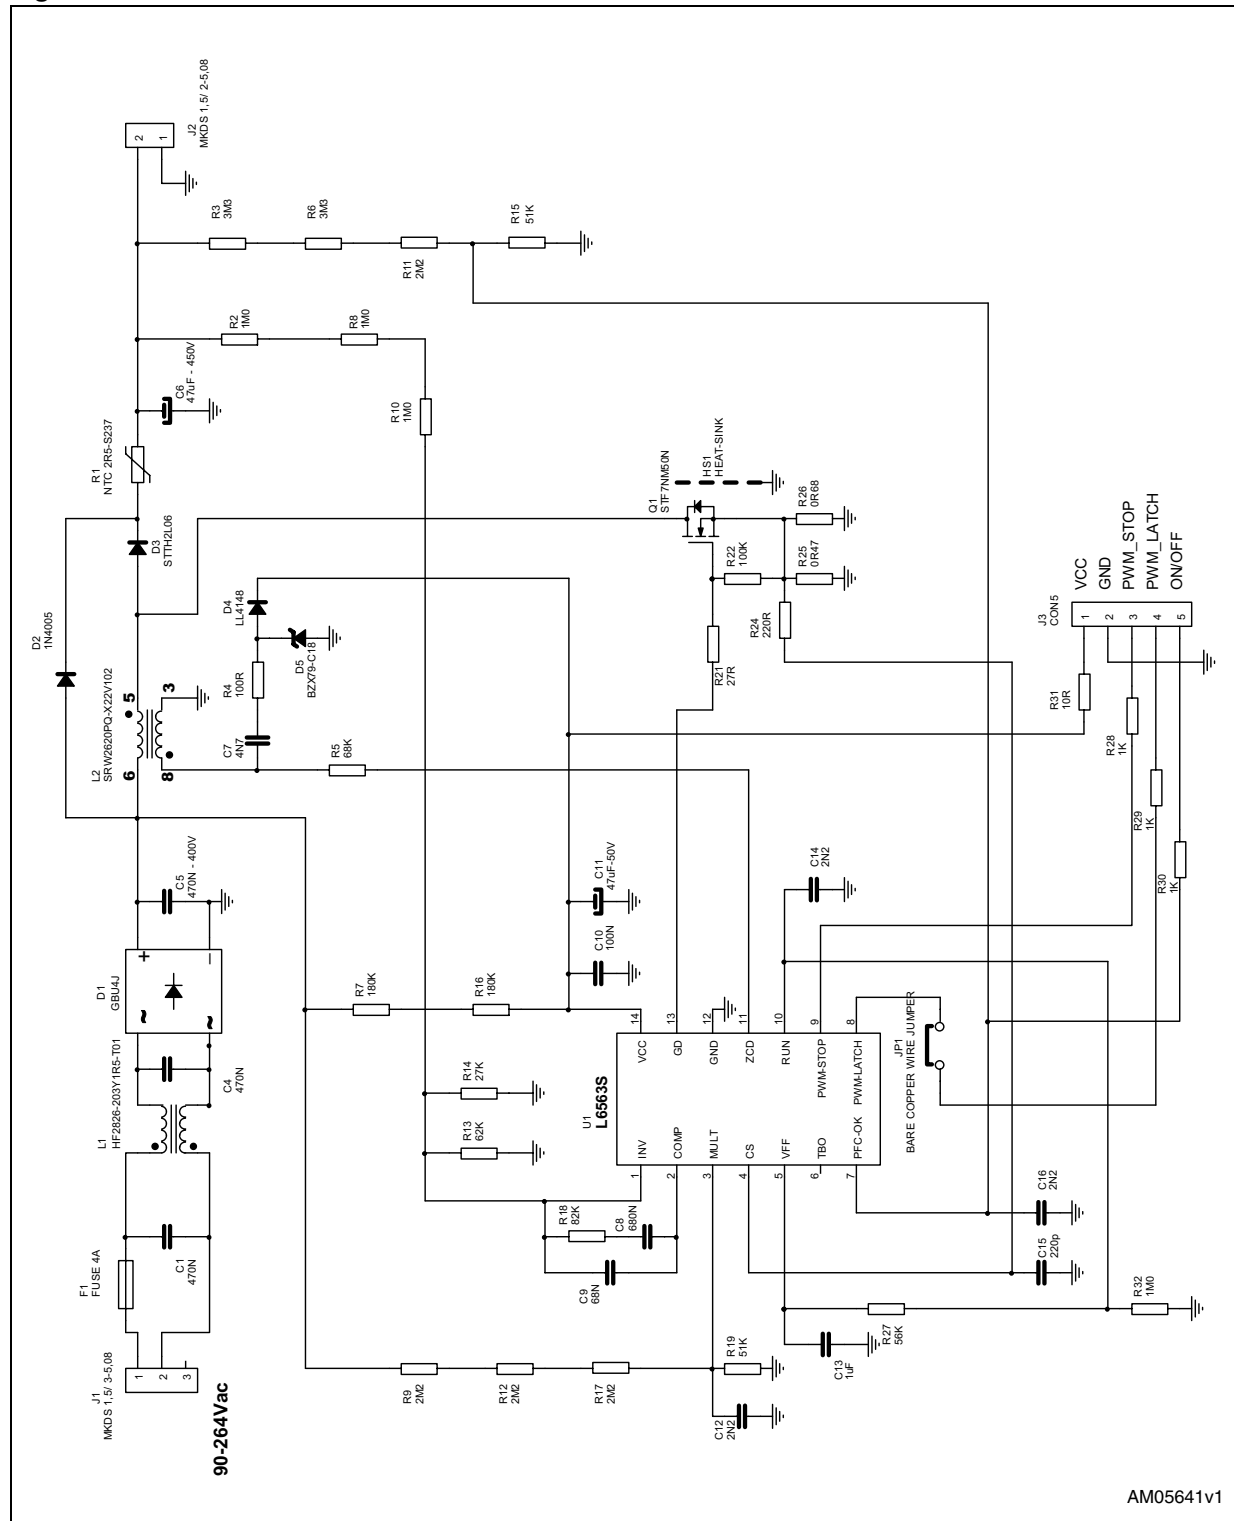 J2
MKDS 1,5/ 2-5,08
2
1
R3
3M3
R6
3M3
R11
2M2
R15
51K
R2
1M0
R8
1M0
R10
1M0
C6
47uF - 450V
R1
NTC 2R5-S237
D3
STTH2L06
D2
1N4005
L2
SRW2620PQ-X22V102
5
6
3
8
D4
LL4148
D5
BZX79-C18
R4
100R
C7
4N7
R5
68K
Q1
STF7NM50N
HS1
HEAT-SINK
R22
100K
R26
0R68
R25
0R47
R24
220R
R21
27R
J3
CON5
1
2
3
4
5
VCC
GND
PWM_STOP
PWM_LATCH
ON/OFF
R31
10R
R28
1K
R29
1K
R30
1K
C5
470N - 400V
D1
GBU4J
+
−
~
~
C4
470N
L1
HF2826-203Y1R5-T01
C1
470N
F1
FUSE 4A
J1
MKDS 1,5/ 3-5,08
1
2
3
90-264Vac
C11
47uF-50V
C10
100N
R7
180K
R16
180K
C14
2N2
R14
27K
R13
62K
U1
L6563S
14
VCC
13
GD
12
GND
11
ZCD
10
RUN
9
PWM-STOP
8
PWM-LATCH
INV
1
COMP
2
MULT
3
CS
4
VFF
5
TBO
6
PFC-OK
7
JP1
BARE COPPER WIRE JUMPER
R18
82K
C8
680N
C9
68N
C16
2N2
C15
220p
R32
1M0
R27
56K
C13
1uF
R19
51K
C12
2N2
R9
2M2
R12
2M2
R17
2M2
AM05641v1